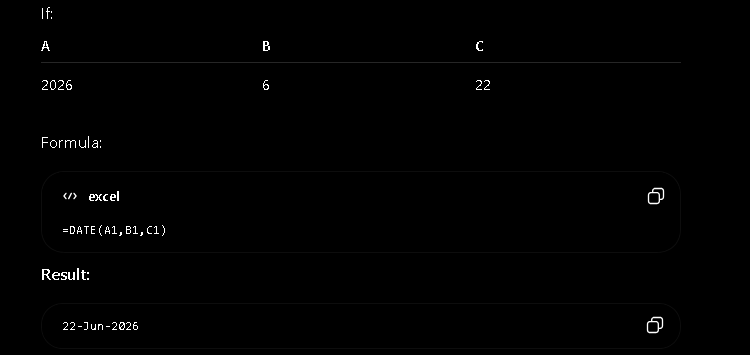 If:
A B C
2026 6 22
Formula:
excel
=DATE(A1,B1,C1)
Result:
22-Jun-2026